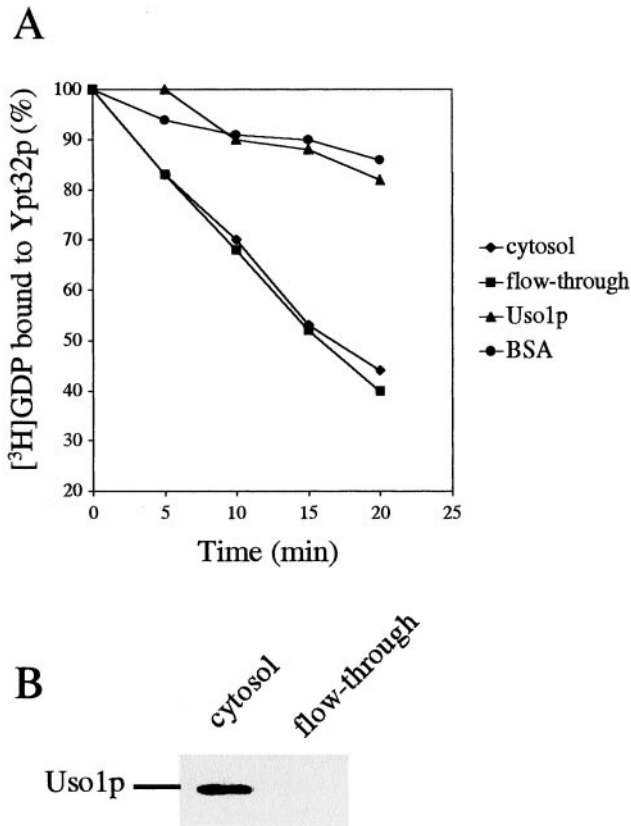 A
[³H]GDP bound to Ypt32p (%)
100
90
80
70
60
50
40
30
20
0
5
10
15
20
25
Time (min)
cytosol
flow-through
Uso1p
BSA
B
cytosol
flow-through
Uso1p